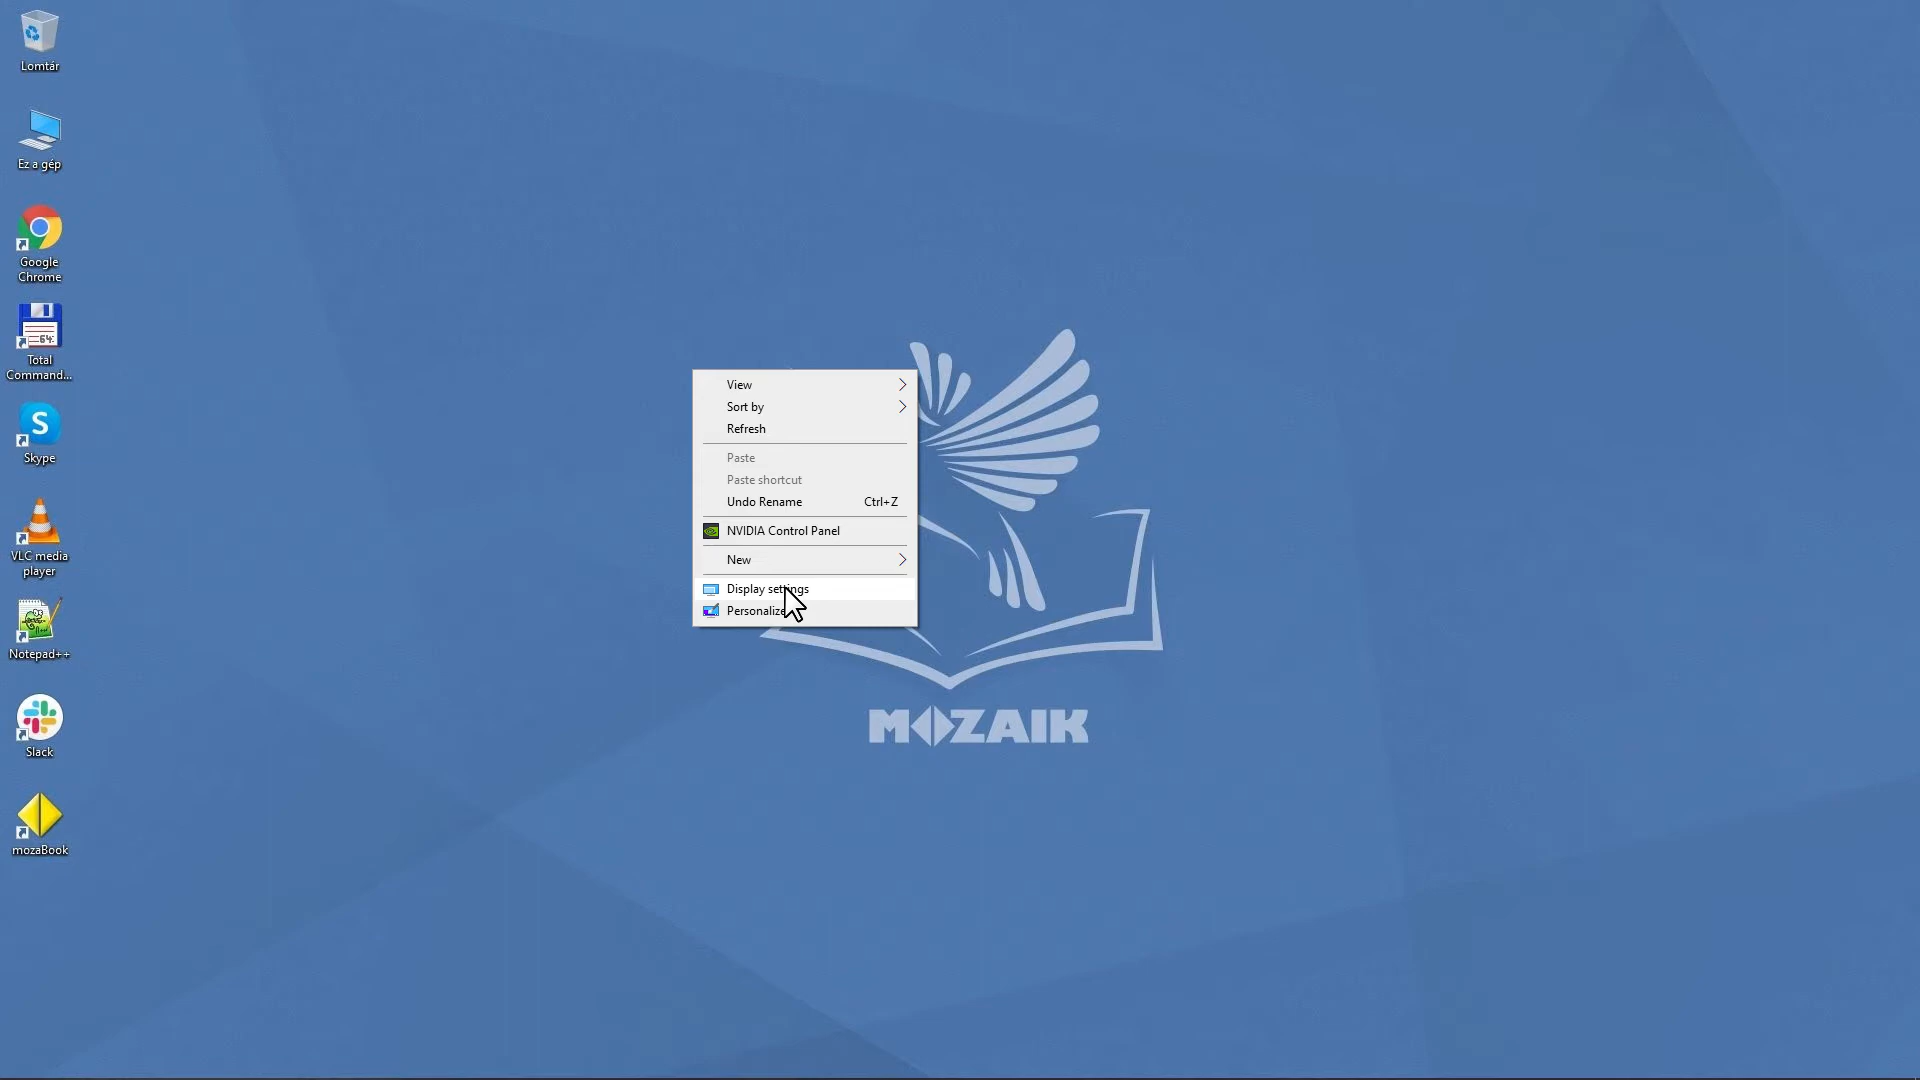 Lomtár
Ez a gép
Google
Chrome
Total
Command...
Skype
VLC media
player
Notepad++
Slack
mozaBook
View
Sort by
Refresh
Paste
Paste shortcut
Undo Rename Ctrl+Z
NVIDIA Control Panel
New
Display settings
Personalize
MOZAIK